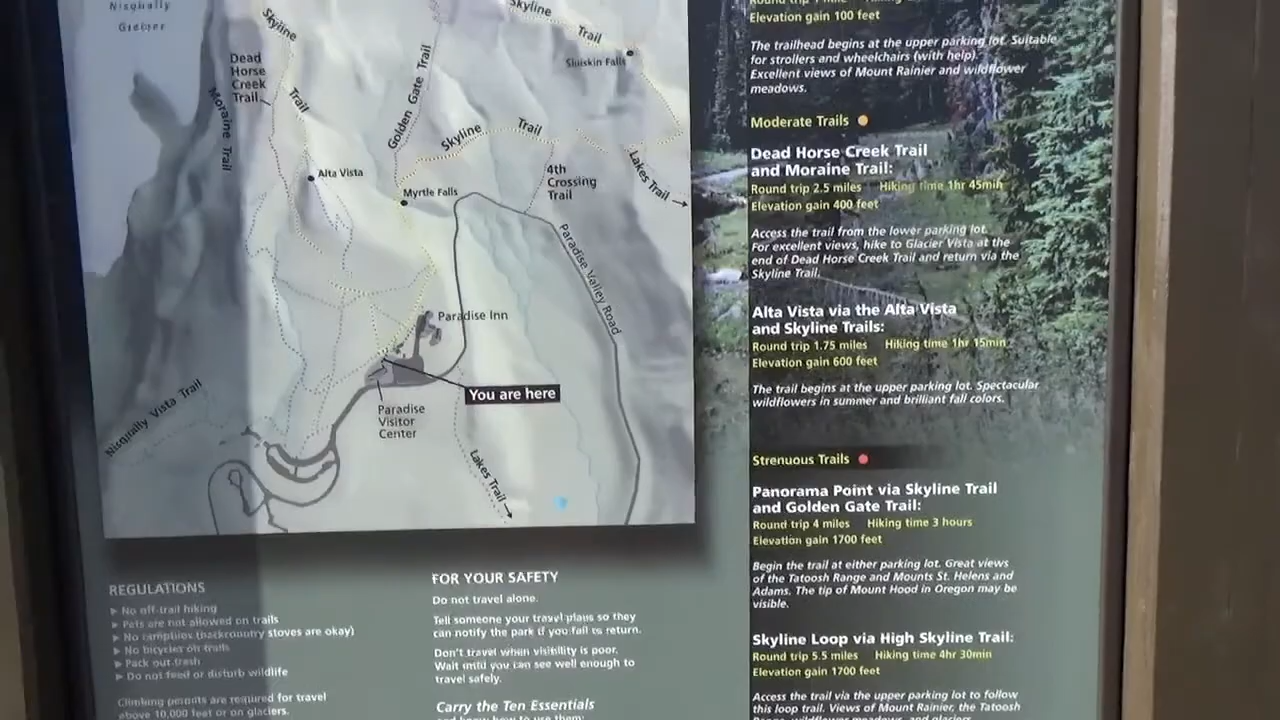 Nisqually
Glacier
Skyline
Trail
Dead
Horse
Creek
Trail
Moraine Trail
Golden Gate Trail
Skyline
Trail
Sluiskin Falls
Skyline Trail
Alta Vista
Myrtle Falls
4th
Crossing
Trail
Lakes Trail
Paradise Valley Road
Paradise Inn
You are here
Paradise
Visitor
Center
Nisqually Vista Trail
Lakes Trail
REGULATIONS
No off-trail hiking
Pets are not allowed on trails
No campfires (backcountry stoves are okay)
No bicycles on trails
Pack out trash
Do not feed or disturb wildlife
Climbing permits are required for travel
above 10,000 feet or on glaciers.
FOR YOUR SAFETY
Do not travel alone.
Tell someone your travel plans so they
can notify the park if you fail to return.
Don't travel when visibility is poor.
Wait until you can see well enough to
travel safely.
Carry the Ten Essentials
and know how to use them:
Elevation gain 100 feet
The trailhead begins at the upper parking lot. Suitable
for strollers and wheelchairs (with help).
Excellent views of Mount Rainier and wildflower
meadows.
Moderate Trails
Dead Horse Creek Trail
and Moraine Trail:
Round trip 2.5 miles Hiking time 1hr 45min
Elevation gain 400 feet
Access the trail from the lower parking lot.
For excellent views, hike to Glacier Vista at the
end of Dead Horse Creek Trail and return via the
Skyline Trail.
Alta Vista via the Alta Vista
and Skyline Trails:
Round trip 1.75 miles Hiking time 1hr 15min
Elevation gain 600 feet
The trail begins at the upper parking lot. Spectacular
wildflowers in summer and brilliant fall colors.
Strenuous Trails
Panorama Point via Skyline Trail
and Golden Gate Trail:
Round trip 4 miles Hiking time 3 hours
Elevation gain 1700 feet
Begin the trail at either parking lot. Great views
of the Tatoosh Range and Mounts St. Helens and
Adams. The tip of Mount Hood in Oregon may be
visible.
Skyline Loop via High Skyline Trail:
Round trip 5.5 miles Hiking time 4hr 30min
Elevation gain 1700 feet
Access the trail via the upper parking lot to follow
this loop trail. Views of Mount Rainier, the Tatoosh
Range, wildflower meadows, and glaciers.